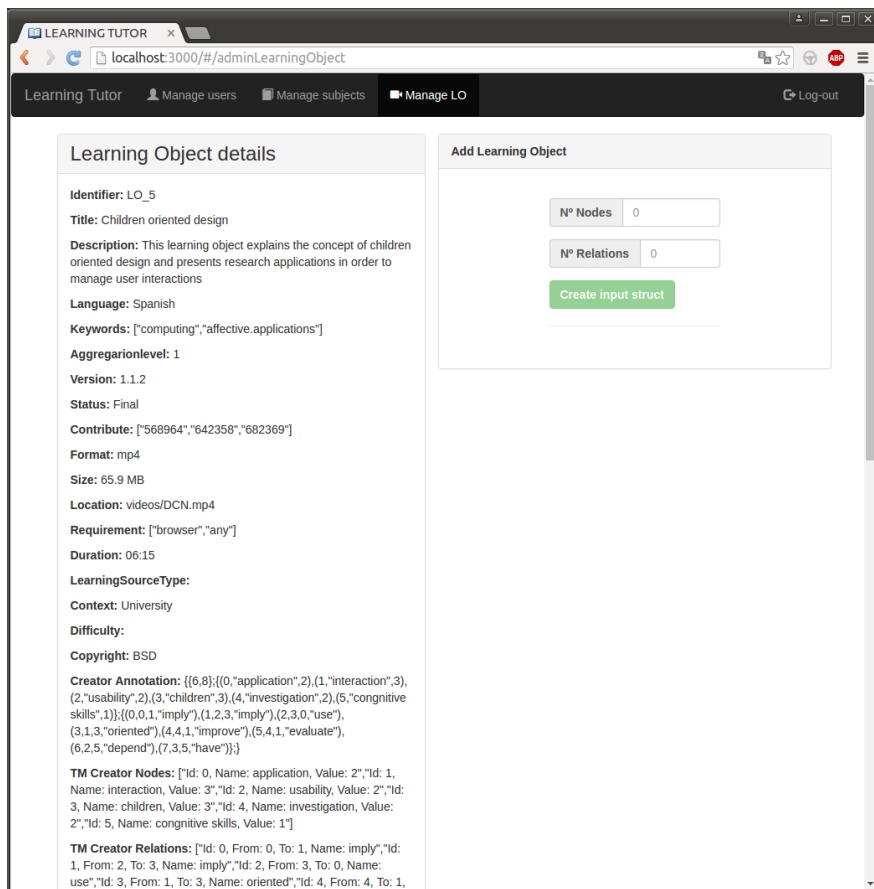 LEARNING TUTOR
localhost:3000/#/adminLearningObject
ABP
Learning Tutor Manage users Manage subjects Manage LO Log-out
Learning Object details
Identifier: LO_5
Title: Children oriented design
Description: This learning object explains the concept of children
oriented design and presents research applications in order to
manage user interactions
Language: Spanish
Keywords: ["computing","affective.applications"]
Aggregarionlevel: 1
Version: 1.1.2
Status: Final
Contribute: ["568964","642358","682369"]
Format: mp4
Size: 65.9 MB
Location: videos/DCN.mp4
Requirement: ["browser","any"]
Duration: 06:15
LearningSourceType:
Context: University
Difficulty:
Copyright: BSD
Creator Annotation: {{6,8};{(0,"application",2),(1,"interaction",3),
(2,"usability",2),(3,"children",3),(4,"investigation",2),(5,"congnitive
skills",1)};{(0,0,1,"imply"),(1,2,3,"imply"),(2,3,0,"use"),
(3,1,3,"oriented"),(4,4,1,"improve"),(5,4,1,"evaluate"),
(6,2,5,"depend"),(7,3,5,"have")};}
TM Creator Nodes: ["Id: 0, Name: application, Value: 2","Id: 1,
Name: interaction, Value: 3","Id: 2, Name: usability, Value: 2","Id:
3, Name: children, Value: 3","Id: 4, Name: investigation, Value:
2","Id: 5, Name: congnitive skills, Value: 1"]
TM Creator Relations: ["Id: 0, From: 0, To: 1, Name: imply","Id:
1, From: 2, To: 3, Name: imply","Id: 2, From: 3, To: 0, Name:
use","Id: 3, From: 1, To: 3, Name: oriented","Id: 4, From: 4, To: 1,
Add Learning Object
Nº Nodes 0
Nº Relations 0
Create input struct